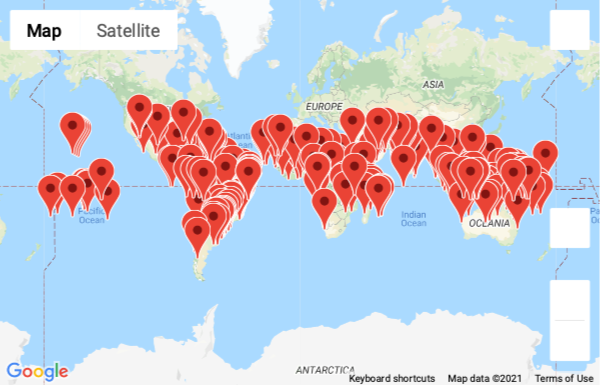 Map Satellite
ASIA
EUROPE
Pacific
Ocean
Indian
Ocean
OCEANIA
ANTARCTICA
Google
Keyboard shortcuts Map data ©2021 Terms of Use